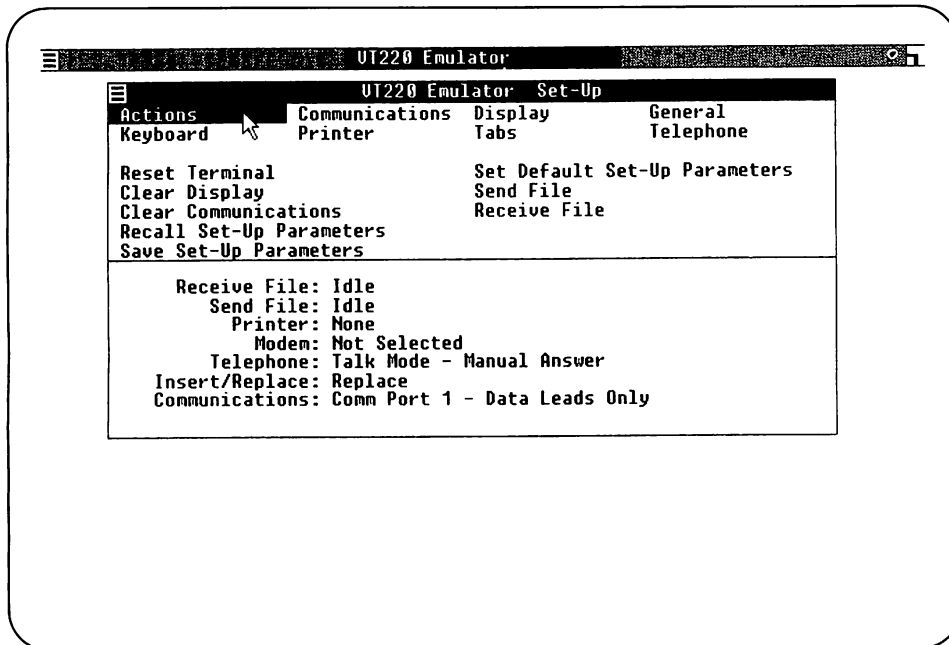 VT220 Emulator
VT220 Emulator Set-Up
Actions Communications Display General
Keyboard Printer Tabs Telephone
Reset Terminal Set Default Set-Up Parameters
Clear Display Send File
Clear Communications Receive File
Recall Set-Up Parameters
Save Set-Up Parameters
Receive File: Idle
Send File: Idle
Printer: None
Modem: Not Selected
Telephone: Talk Mode - Manual Answer
Insert/Replace: Replace
Communications: Comm Port 1 - Data Leads Only